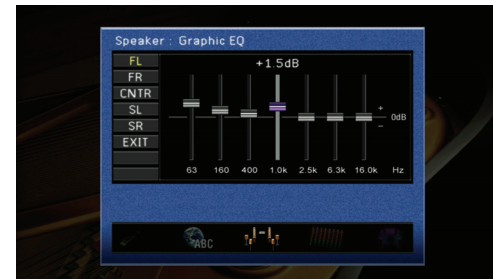 Speaker : Graphic EQ
FL
FR
CNTR
SL
SR
EXIT
+1.5dB
+
0dB
−
63 160 400 1.0k 2.5k 6.3k 16.0k Hz
ABC